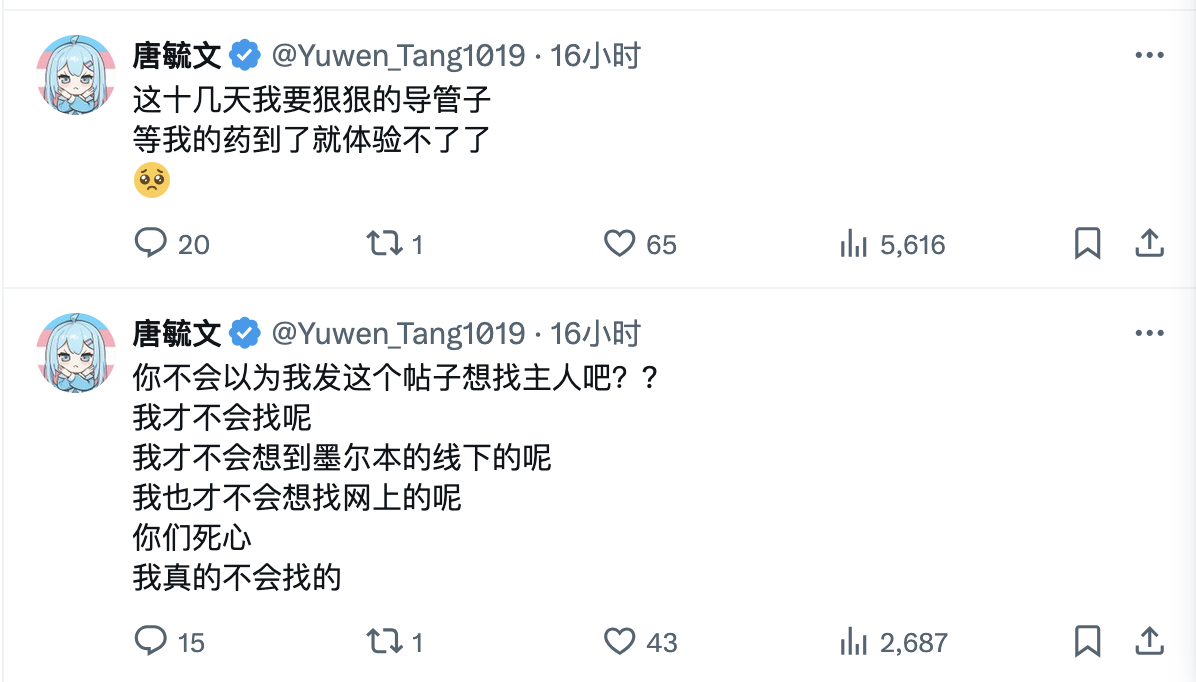 唐毓文 @Yuwen_Tang1019 · 16小时
这十几天我要狠狠的导管子
等我的药到了就体验不了了
🥺
20 1 65 5,616
唐毓文 @Yuwen_Tang1019 · 16小时
你不会以为我发这个帖子想找主人吧？？
我才不会找呢
我才不会想到墨尔本的线下的呢
我也才不会想找网上的呢
你们死心
我真的不会找的
15 1 43 2,687